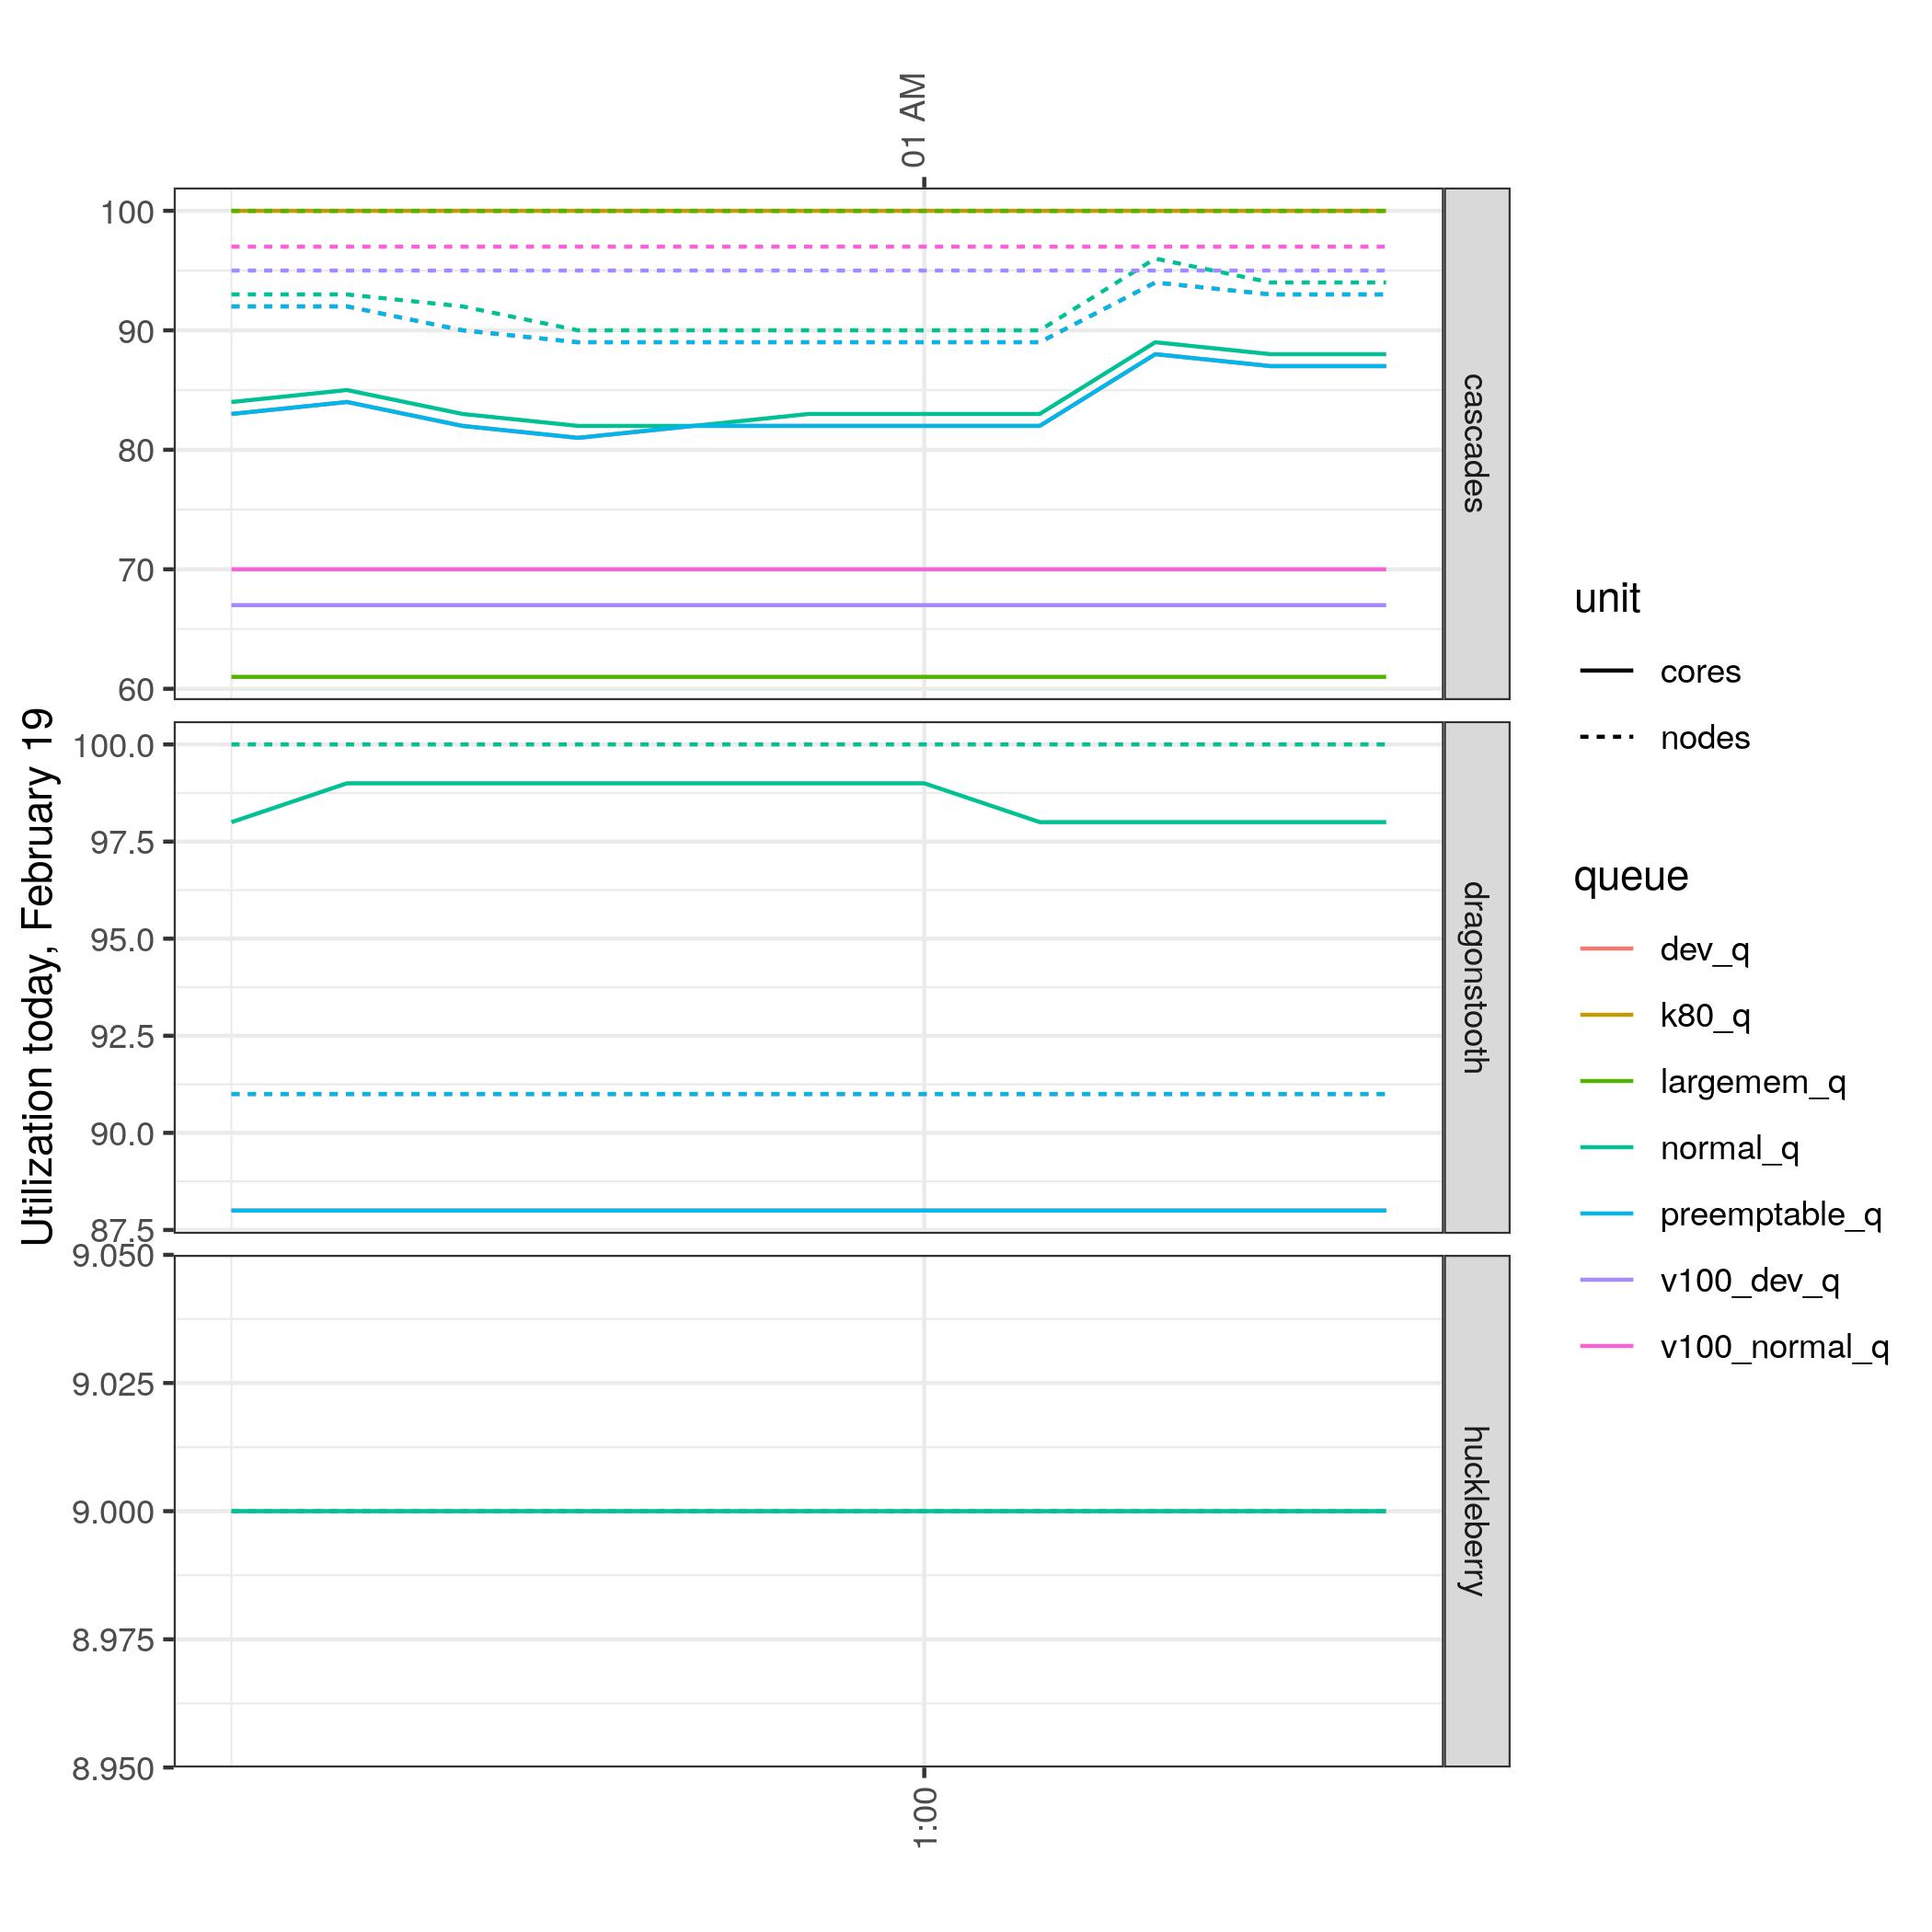 01 AM
100
90
80
70
60
cascades
100.0
97.5
95.0
92.5
90.0
87.5
dragonstooth
9.050
9.025
9.000
8.975
8.950
huckleberry
1:00
Utilization today, February 19
unit
cores
nodes
queue
dev_q
k80_q
largemem_q
normal_q
preemptable_q
v100_dev_q
v100_normal_q